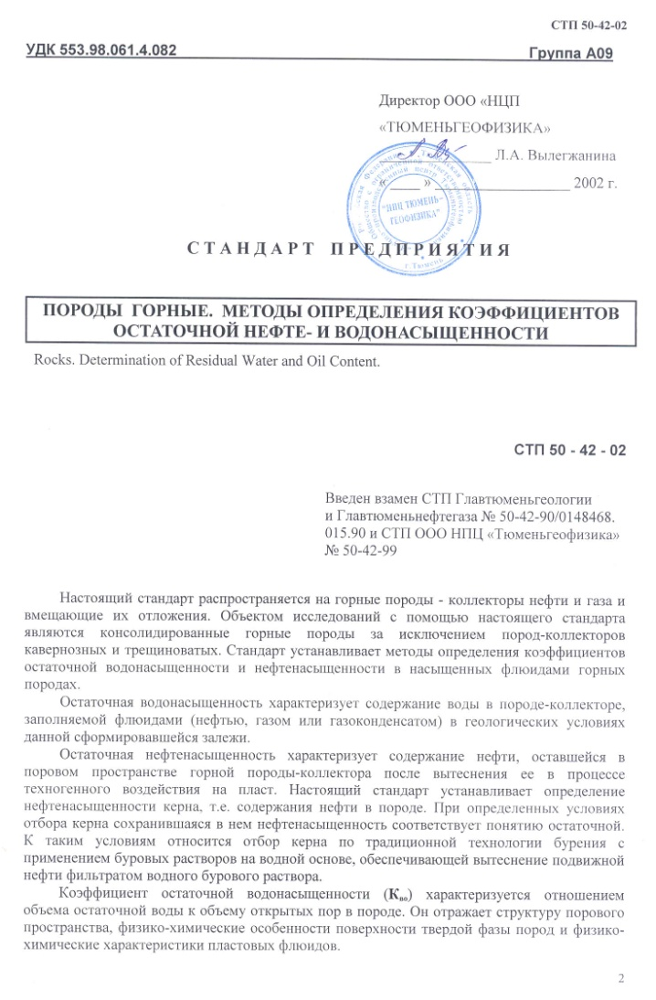 СТП 50-42-02
УДК 553.98.061.4.082 Группа А09
Директор ООО «НЦП
«ТЮМЕНЬГЕОФИЗИКА»
Л.А. Вылегжанина
« » 2002 г.
"НПЦ ТЮМЕНЬ-
ГЕОФИЗИКА"
г.Тюмень
СТАНДАРТ ПРЕДПРИЯТИЯ
ПОРОДЫ ГОРНЫЕ. МЕТОДЫ ОПРЕДЕЛЕНИЯ КОЭФФИЦИЕНТОВ
ОСТАТОЧНОЙ НЕФТЕ- И ВОДОНАСЫЩЕННОСТИ
Rocks. Determination of Residual Water and Oil Content.
СТП 50 - 42 - 02
Введен взамен СТП Главтюменьгеологии
и Главтюменьнефтегаза № 50-42-90/0148468.
015.90 и СТП ООО НПЦ «Тюменьгеофизика»
№ 50-42-99
Настоящий стандарт распространяется на горные породы - коллекторы нефти и газа и
вмещающие их отложения. Объектом исследований с помощью настоящего стандарта
являются консолидированные горные породы за исключением пород-коллекторов
кавернозных и трещиноватых. Стандарт устанавливает методы определения коэффициентов
остаточной водонасыщенности и нефтенасыщенности в насыщенных флюидами горных
породах.
Остаточная водонасыщенность характеризует содержание воды в породе-коллекторе,
заполняемой флюидами (нефтью, газом или газоконденсатом) в геологических условиях
данной сформировавшейся залежи.
Остаточная нефтенасыщенность характеризует содержание нефти, оставшейся в
поровом пространстве горной породы-коллектора после вытеснения ее в процессе
техногенного воздействия на пласт. Настоящий стандарт устанавливает определение
нефтенасыщенности керна, т.е. содержания нефти в породе. При определенных условиях
отбора керна сохранившаяся в нем нефтенасыщенность соответствует понятию остаточной.
К таким условиям относится отбор керна по традиционной технологии бурения с
применением буровых растворов на водной основе, обеспечивающей вытеснение подвижной
нефти фильтратом водного бурового раствора.
Коэффициент остаточной водонасыщенности (Кво) характеризуется отношением
объема остаточной воды к объему открытых пор в породе. Он отражает структуру порового
пространства, физико-химические особенности поверхности твердой фазы пород и физико-
химические характеристики пластовых флюидов.
2